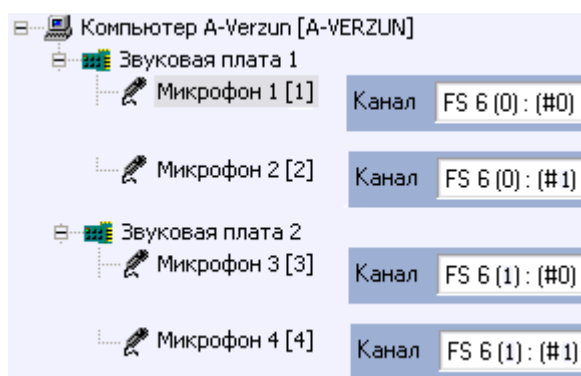 Компьютер A-Verzun [A-VERZUN]
Звуковая плата 1
Микрофон 1 [1]
Канал FS 6 (0) : (#0)
Микрофон 2 [2]
Канал FS 6 (0) : (#1)
Звуковая плата 2
Микрофон 3 [3]
Канал FS 6 (1) : (#0)
Микрофон 4 [4]
Канал FS 6 (1) : (#1)